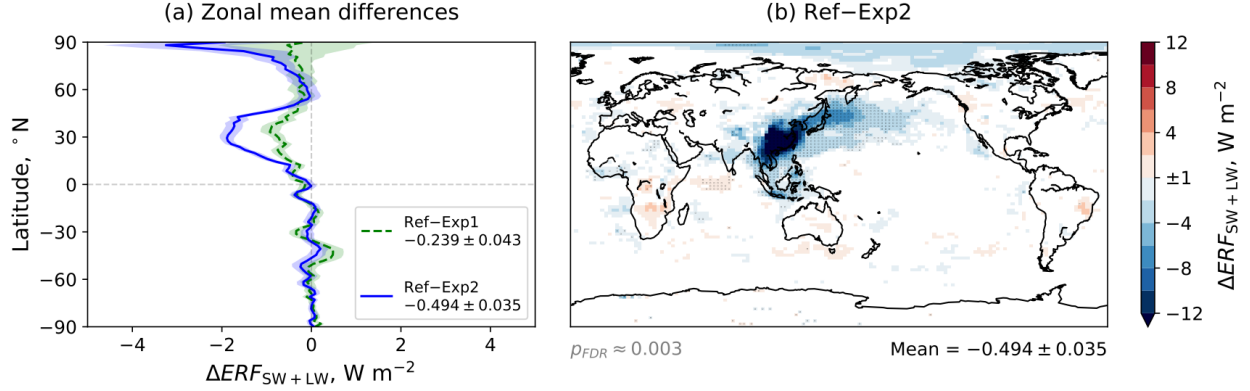 (a) Zonal mean differences
90
60
30
0
−30
−60
−90
Latitude, °N
−4
−2
0
2
4
ΔERF_SW+LW, W m⁻²
Ref−Exp1
−0.239 ± 0.043
Ref−Exp2
−0.494 ± 0.035
(b) Ref−Exp2
p_FDR ≈ 0.003
Mean = −0.494 ± 0.035
12
8
4
±1
−4
−8
−12
ΔERF_SW+LW, W m⁻²